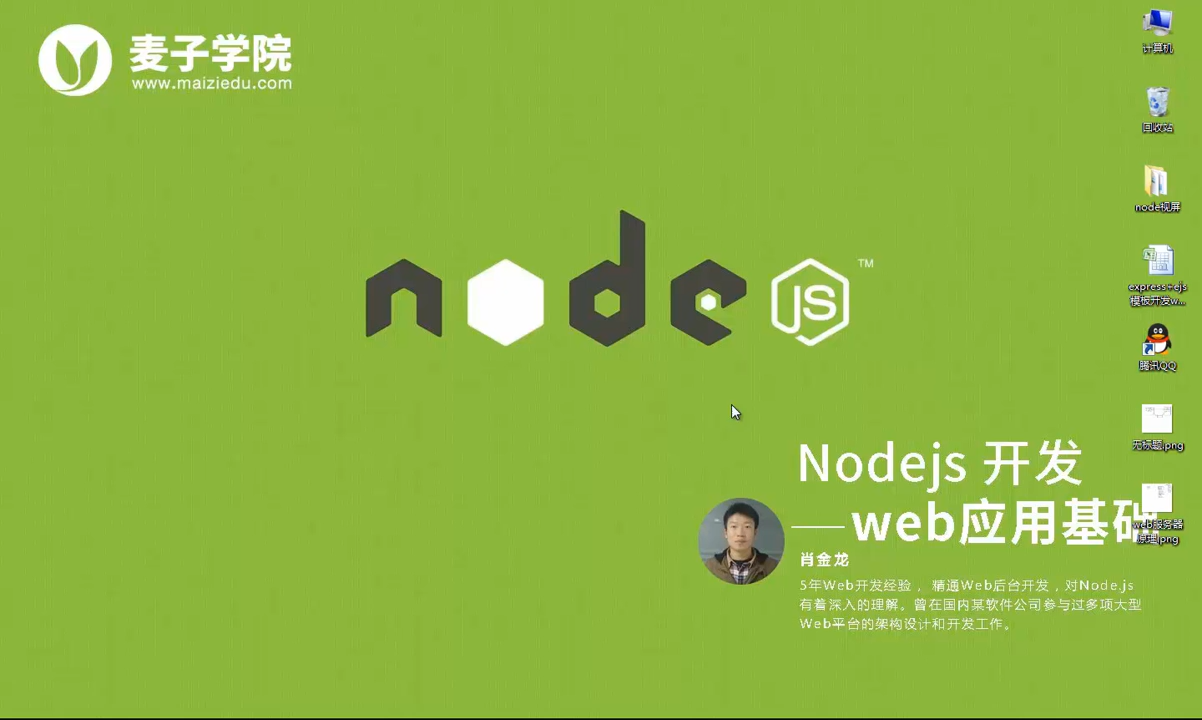 麦子学院
www.maiziedu.com
node
JS
TM
Nodejs 开发
——web应用基础
肖金龙
5年Web开发经验，精通Web后台开发，对Node.js
有着深入的理解。曾在国内某软件公司参与过多项大型
Web平台的架构设计和开发工作。
计算机
回收站
node视屏
express+ejs
模板开发w...
腾讯QQ
无标题.png
web服务器
原理.png